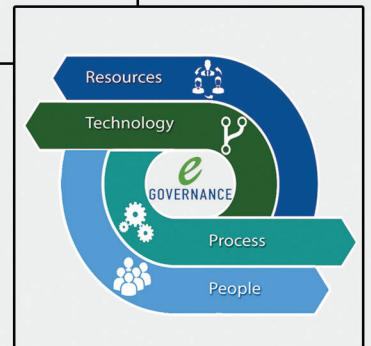 Resources
Technology
e
GOVERNANCE
Process
People